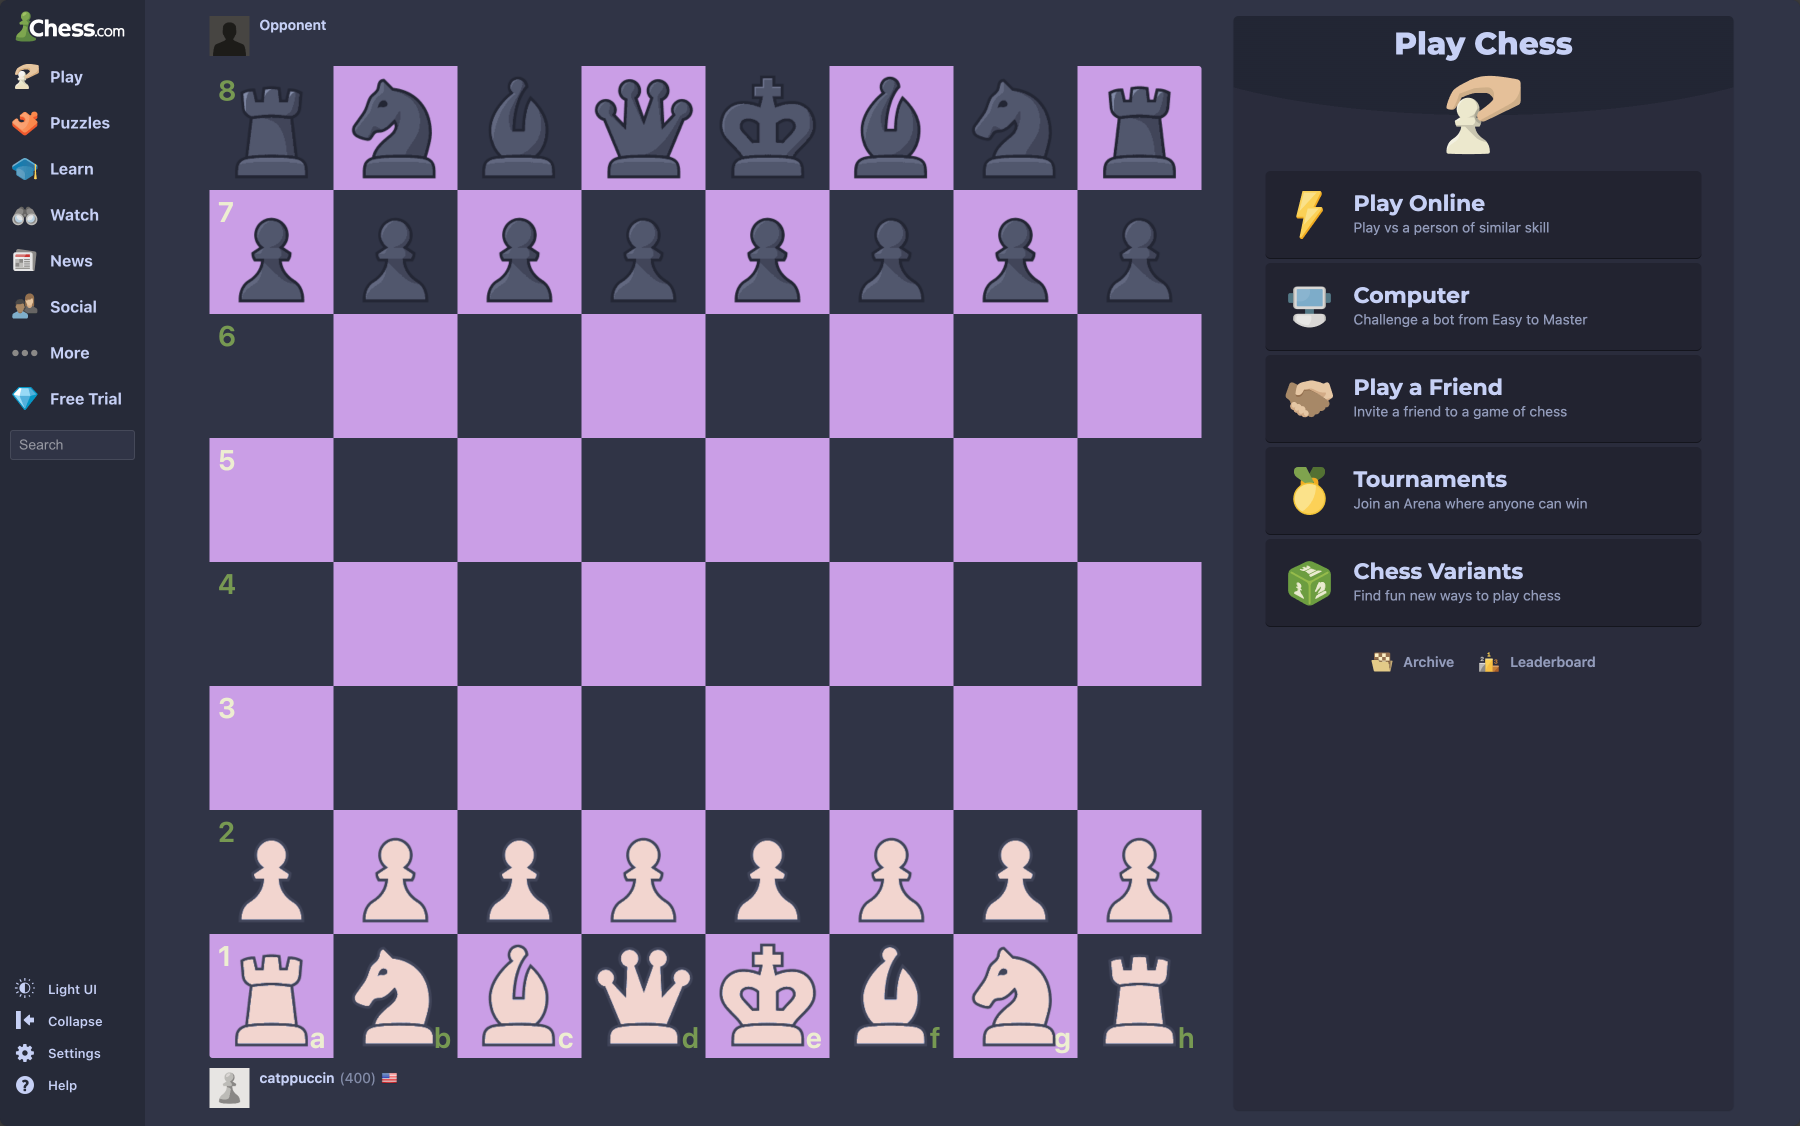 Chess.com
Play
Puzzles
Learn
Watch
News
Social
More
Free Trial
Search
Light UI
Collapse
Settings
Help
Opponent
8
7
6
5
4
3
2
1
a b c d e f g h
catppuccin (400)
Play Chess
Play Online
Play vs a person of similar skill
Computer
Challenge a bot from Easy to Master
Play a Friend
Invite a friend to a game of chess
Tournaments
Join an Arena where anyone can win
Chess Variants
Find fun new ways to play chess
Archive Leaderboard